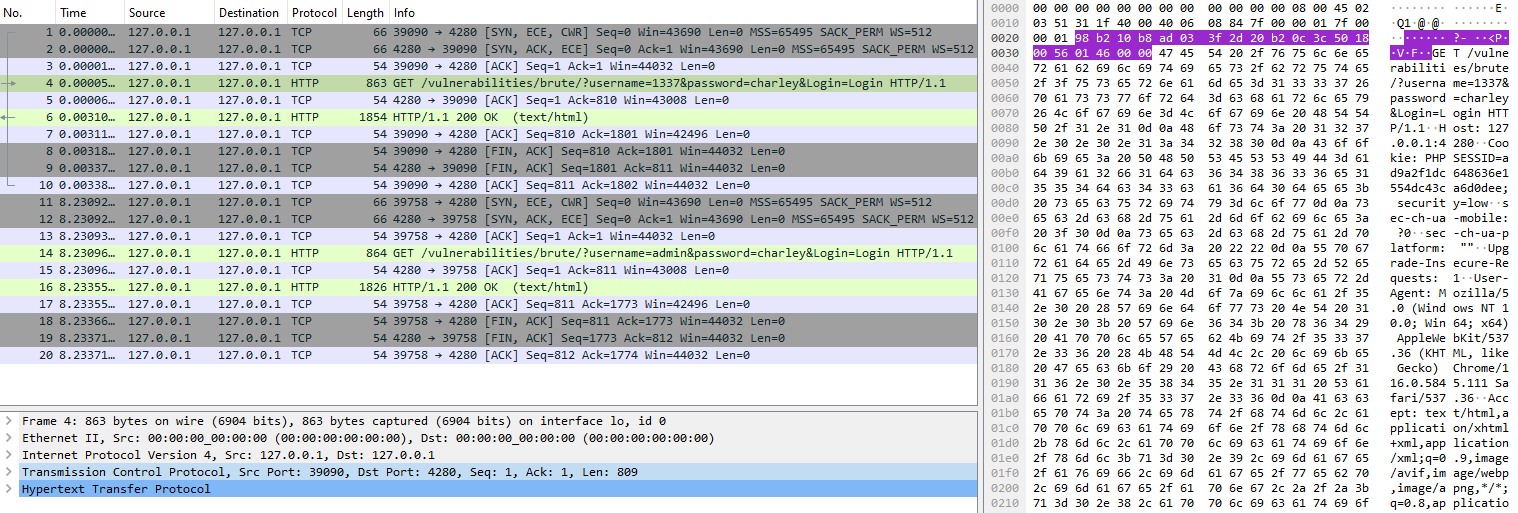 No. Time Source Destination Protocol Length Info
1 0.00000… 127.0.0.1 127.0.0.1 TCP 66 39090 → 4280 [SYN, ECE, CWR] Seq=0 Win=43690 Len=0 MSS=65495 SACK_PERM WS=512
2 0.00000… 127.0.0.1 127.0.0.1 TCP 66 4280 → 39090 [SYN, ACK, ECE] Seq=0 Ack=1 Win=43690 Len=0 MSS=65495 SACK_PERM WS=512
3 0.00001… 127.0.0.1 127.0.0.1 TCP 54 39090 → 4280 [ACK] Seq=1 Ack=1 Win=44032 Len=0
4 0.00005… 127.0.0.1 127.0.0.1 HTTP 863 GET /vulnerabilities/brute/?username=1337&password=charley&Login=Login HTTP/1.1
5 0.00006… 127.0.0.1 127.0.0.1 TCP 54 4280 → 39090 [ACK] Seq=1 Ack=810 Win=43008 Len=0
6 0.00310… 127.0.0.1 127.0.0.1 HTTP 1854 HTTP/1.1 200 OK (text/html)
7 0.00311… 127.0.0.1 127.0.0.1 TCP 54 39090 → 4280 [ACK] Seq=810 Ack=1801 Win=42496 Len=0
8 0.00318… 127.0.0.1 127.0.0.1 TCP 54 39090 → 4280 [FIN, ACK] Seq=810 Ack=1801 Win=44032 Len=0
9 0.00337… 127.0.0.1 127.0.0.1 TCP 54 4280 → 39090 [FIN, ACK] Seq=1801 Ack=811 Win=44032 Len=0
10 0.00338… 127.0.0.1 127.0.0.1 TCP 54 39090 → 4280 [ACK] Seq=811 Ack=1802 Win=44032 Len=0
11 8.23092… 127.0.0.1 127.0.0.1 TCP 66 39758 → 4280 [SYN, ECE, CWR] Seq=0 Win=43690 Len=0 MSS=65495 SACK_PERM WS=512
12 8.23092… 127.0.0.1 127.0.0.1 TCP 66 4280 → 39758 [SYN, ACK, ECE] Seq=0 Ack=1 Win=43690 Len=0 MSS=65495 SACK_PERM WS=512
13 8.23093… 127.0.0.1 127.0.0.1 TCP 54 39758 → 4280 [ACK] Seq=1 Ack=1 Win=44032 Len=0
14 8.23096… 127.0.0.1 127.0.0.1 HTTP 864 GET /vulnerabilities/brute/?username=admin&password=charley&Login=Login HTTP/1.1
15 8.23096… 127.0.0.1 127.0.0.1 TCP 54 4280 → 39758 [ACK] Seq=1 Ack=811 Win=43008 Len=0
16 8.23355… 127.0.0.1 127.0.0.1 HTTP 1826 HTTP/1.1 200 OK (text/html)
17 8.23355… 127.0.0.1 127.0.0.1 TCP 54 39758 → 4280 [ACK] Seq=811 Ack=1773 Win=42496 Len=0
18 8.23366… 127.0.0.1 127.0.0.1 TCP 54 39758 → 4280 [FIN, ACK] Seq=811 Ack=1773 Win=44032 Len=0
19 8.23371… 127.0.0.1 127.0.0.1 TCP 54 4280 → 39758 [FIN, ACK] Seq=1773 Ack=812 Win=44032 Len=0
20 8.23371… 127.0.0.1 127.0.0.1 TCP 54 39758 → 4280 [ACK] Seq=812 Ack=1774 Win=44032 Len=0
Frame 4: 863 bytes on wire (6904 bits), 863 bytes captured (6904 bits) on interface lo, id 0
Ethernet II, Src: 00:00:00_00:00:00 (00:00:00:00:00:00), Dst: 00:00:00_00:00:00 (00:00:00:00:00:00)
Internet Protocol Version 4, Src: 127.0.0.1, Dst: 127.0.0.1
Transmission Control Protocol, Src Port: 39090, Dst Port: 4280, Seq: 1, Ack: 1, Len: 809
Hypertext Transfer Protocol
0000 00 00 00 00 00 00 00 00 00 00 00 00 08 00 45 02 ········ ······E·
0010 03 51 31 1f 40 00 40 06 08 84 7f 00 00 01 7f 00 ·Q1·@·@· ········
0020 00 01 98 b2 10 b8 ad 03 3f 2d 20 b2 0c 3c 50 18 ········ ?- ··<P·
0030 00 56 01 46 00 00 47 45 54 20 2f 76 75 6c 6e 65 ·V·F··GE T /vulne
0040 72 61 62 69 6c 69 74 69 65 73 2f 62 72 75 74 65 rabiliti es/brute
0050 2f 3f 75 73 65 72 6e 61 6d 65 3d 31 33 33 37 26 /?userna me=1337&
0060 70 61 73 73 77 6f 72 64 3d 63 68 61 72 6c 65 79 password =charley
0070 26 4c 6f 67 69 6e 3d 4c 6f 67 69 6e 20 48 54 54 &Login=L ogin HTT
0080 50 2f 31 2e 31 0d 0a 48 6f 73 74 3a 20 31 32 37 P/1.1··H ost: 127
0090 2e 30 2e 30 2e 31 3a 34 32 38 30 0d 0a 43 6f 6f .0.0.1:4 280··Coo
00a0 6b 69 65 3a 20 50 48 50 53 45 53 53 49 44 3d 61 kie: PHP SESSID=a
00b0 64 39 61 32 66 31 64 63 36 34 38 36 33 36 65 31 d9a2f1dc 648636e1
00c0 35 35 34 64 63 34 33 63 61 36 64 30 64 65 65 3b 554dc43c a6d0dee;
00d0 20 73 65 63 75 72 69 74 79 3d 6c 6f 77 0d 0a 73 securit y=low··s
00e0 65 63 2d 63 68 2d 75 61 2d 6d 6f 62 69 6c 65 3a ec-ch-ua -mobile:
00f0 20 3f 30 0d 0a 73 65 63 2d 63 68 2d 75 61 2d 70 ?0··sec -ch-ua-p
0100 6c 61 74 66 6f 72 6d 3a 20 22 22 0d 0a 55 70 67 latform: ""··Upg
0110 72 61 64 65 2d 49 6e 73 65 63 75 72 65 2d 52 65 rade-Ins ecure-Re
0120 71 75 65 73 74 73 3a 20 31 0d 0a 55 73 65 72 2d quests: 1··User-
0130 41 67 65 6e 74 3a 20 4d 6f 7a 69 6c 6c 61 2f 35 Agent: M ozilla/5
0140 2e 30 20 28 57 69 6e 64 6f 77 73 20 4e 54 20 31 .0 (Wind ows NT 1
0150 30 2e 30 3b 20 57 69 6e 36 34 3b 20 78 36 34 29 0.0; Win 64; x64)
0160 20 41 70 70 6c 65 57 65 62 4b 69 74 2f 35 33 37 AppleWe bKit/537
0170 2e 33 36 20 28 4b 48 54 4d 4c 2c 20 6c 69 6b 65 .36 (KHT ML, like
0180 20 47 65 63 6b 6f 29 20 43 68 72 6f 6d 65 2f 31 Gecko) Chrome/1
0190 31 36 2e 30 2e 35 38 34 35 2e 31 31 31 20 53 61 16.0.584 5.111 Sa
01a0 66 61 72 69 2f 35 33 37 2e 33 36 0d 0a 41 63 63 fari/537 .36··Acc
01b0 65 70 74 3a 20 74 65 78 74 2f 68 74 6d 6c 2c 61 ept: tex t/html,a
01c0 70 70 6c 69 63 61 74 69 6f 6e 2f 78 68 74 6d 6c pplicati on/xhtml
01d0 2b 78 6d 6c 2c 61 70 70 6c 69 63 61 74 69 6f 6e +xml,app lication
01e0 2f 78 6d 6c 3b 71 3d 30 2e 39 2c 69 6d 61 67 65 /xml;q=0 .9,image
01f0 2f 61 76 69 66 2c 69 6d 61 67 65 2f 77 65 62 70 /avif,im age/webp
0200 2c 69 6d 61 67 65 2f 61 70 6e 67 2c 2a 2f 2a 3b ,image/a png,*/*;
0210 71 3d 30 2e 38 2c 61 70 70 6c 69 63 61 74 69 6f q=0.8,ap plicatio